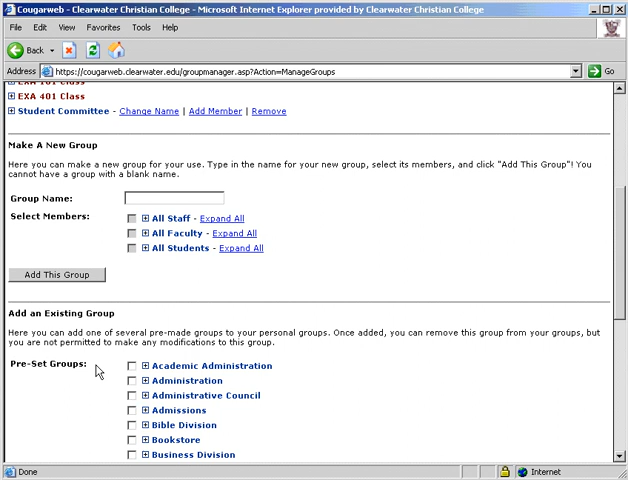 Cougarweb - Clearwater Christian College - Microsoft Internet Explorer provided by Clearwater Christian College
File Edit View Favorites Tools Help
Back
Address https://cougarweb.clearwater.edu/groupmanager.asp?Action=ManageGroups Go
EXA 101 Class
EXA 401 Class
Student Committee - Change Name | Add Member | Remove
Make A New Group
Here you can make a new group for your use. Type in the name for your new group, select its members, and click "Add This Group"! You
cannot have a group with a blank name.
Group Name:
Select Members: All Staff - Expand All
All Faculty - Expand All
All Students - Expand All
Add This Group
Add an Existing Group
Here you can add one of several pre-made groups to your personal groups. Once added, you can remove this group from your groups, but
you are not permitted to make any modifications to this group.
Pre-Set Groups: Academic Administration
Administration
Administrative Council
Admissions
Bible Division
Bookstore
Business Division
Done Internet